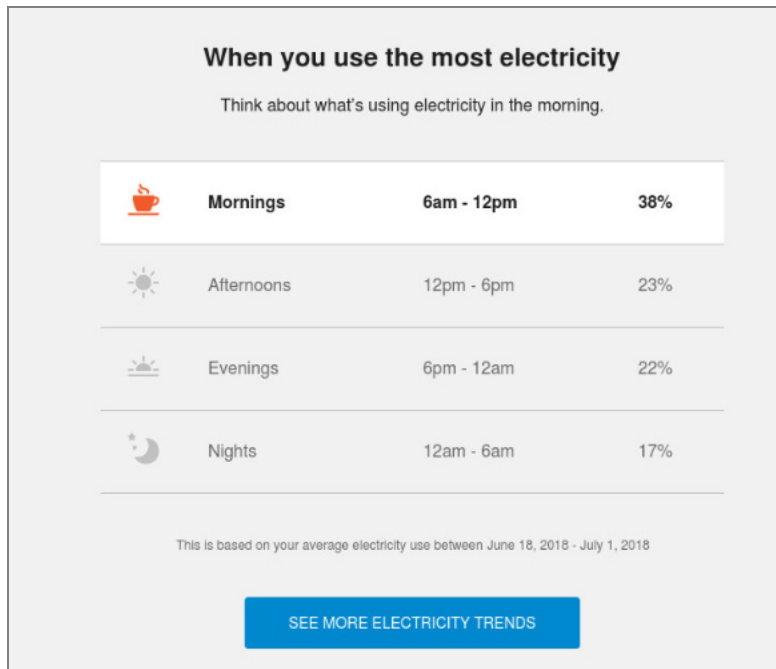 When you use the most electricity
Think about what's using electricity in the morning.
Mornings 6am - 12pm 38%
Afternoons 12pm - 6pm 23%
Evenings 6pm - 12am 22%
Nights 12am - 6am 17%
This is based on your average electricity use between June 18, 2018 - July 1, 2018
SEE MORE ELECTRICITY TRENDS